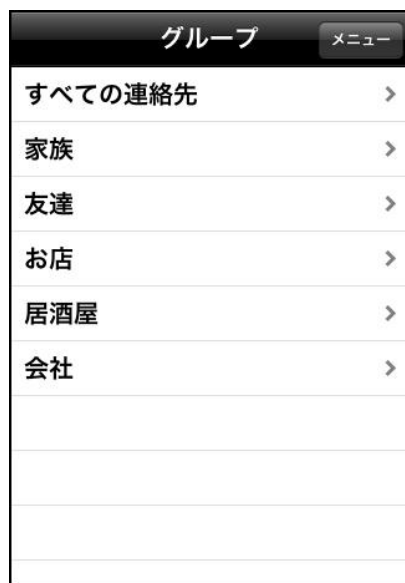 グループ
メニュー
すべての連絡先
家族
友達
お店
居酒屋
会社